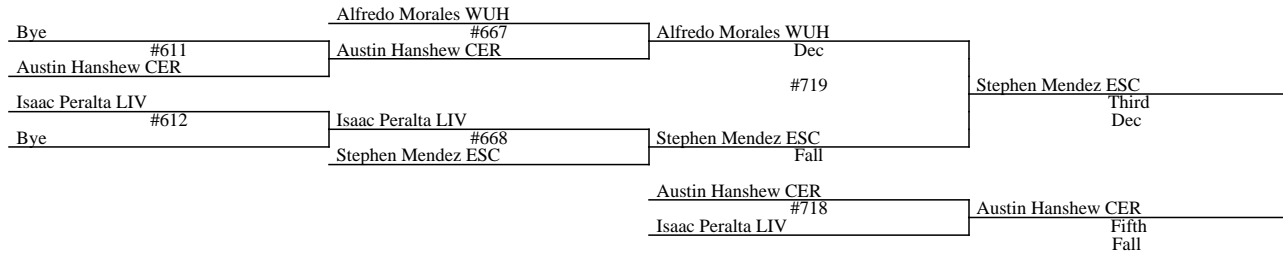 Alfredo Morales WUH
Bye
#667
Alfredo Morales WUH
#611
Austin Hanshew CER
Dec
Austin Hanshew CER
#719
Stephen Mendez ESC
Isaac Peralta LIV
Third
#612
Isaac Peralta LIV
Dec
Bye
#668
Stephen Mendez ESC
Stephen Mendez ESC
Fall
Austin Hanshew CER
#718
Austin Hanshew CER
Isaac Peralta LIV
Fifth
Fall